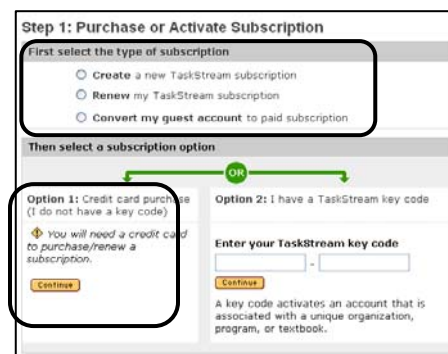 Step 1: Purchase or Activate Subscription
First select the type of subscription
Create a new TaskStream subscription
Renew my TaskStream subscription
Convert my guest account to paid subscription
Then select a subscription option
OR
Option 1: Credit card purchase
(I do not have a key code)
You will need a credit card
to purchase/renew a
subscription.
Continue
Option 2: I have a TaskStream key code
Enter your TaskStream key code
-
Continue
A key code activates an account that is
associated with a unique organization,
program, or textbook.